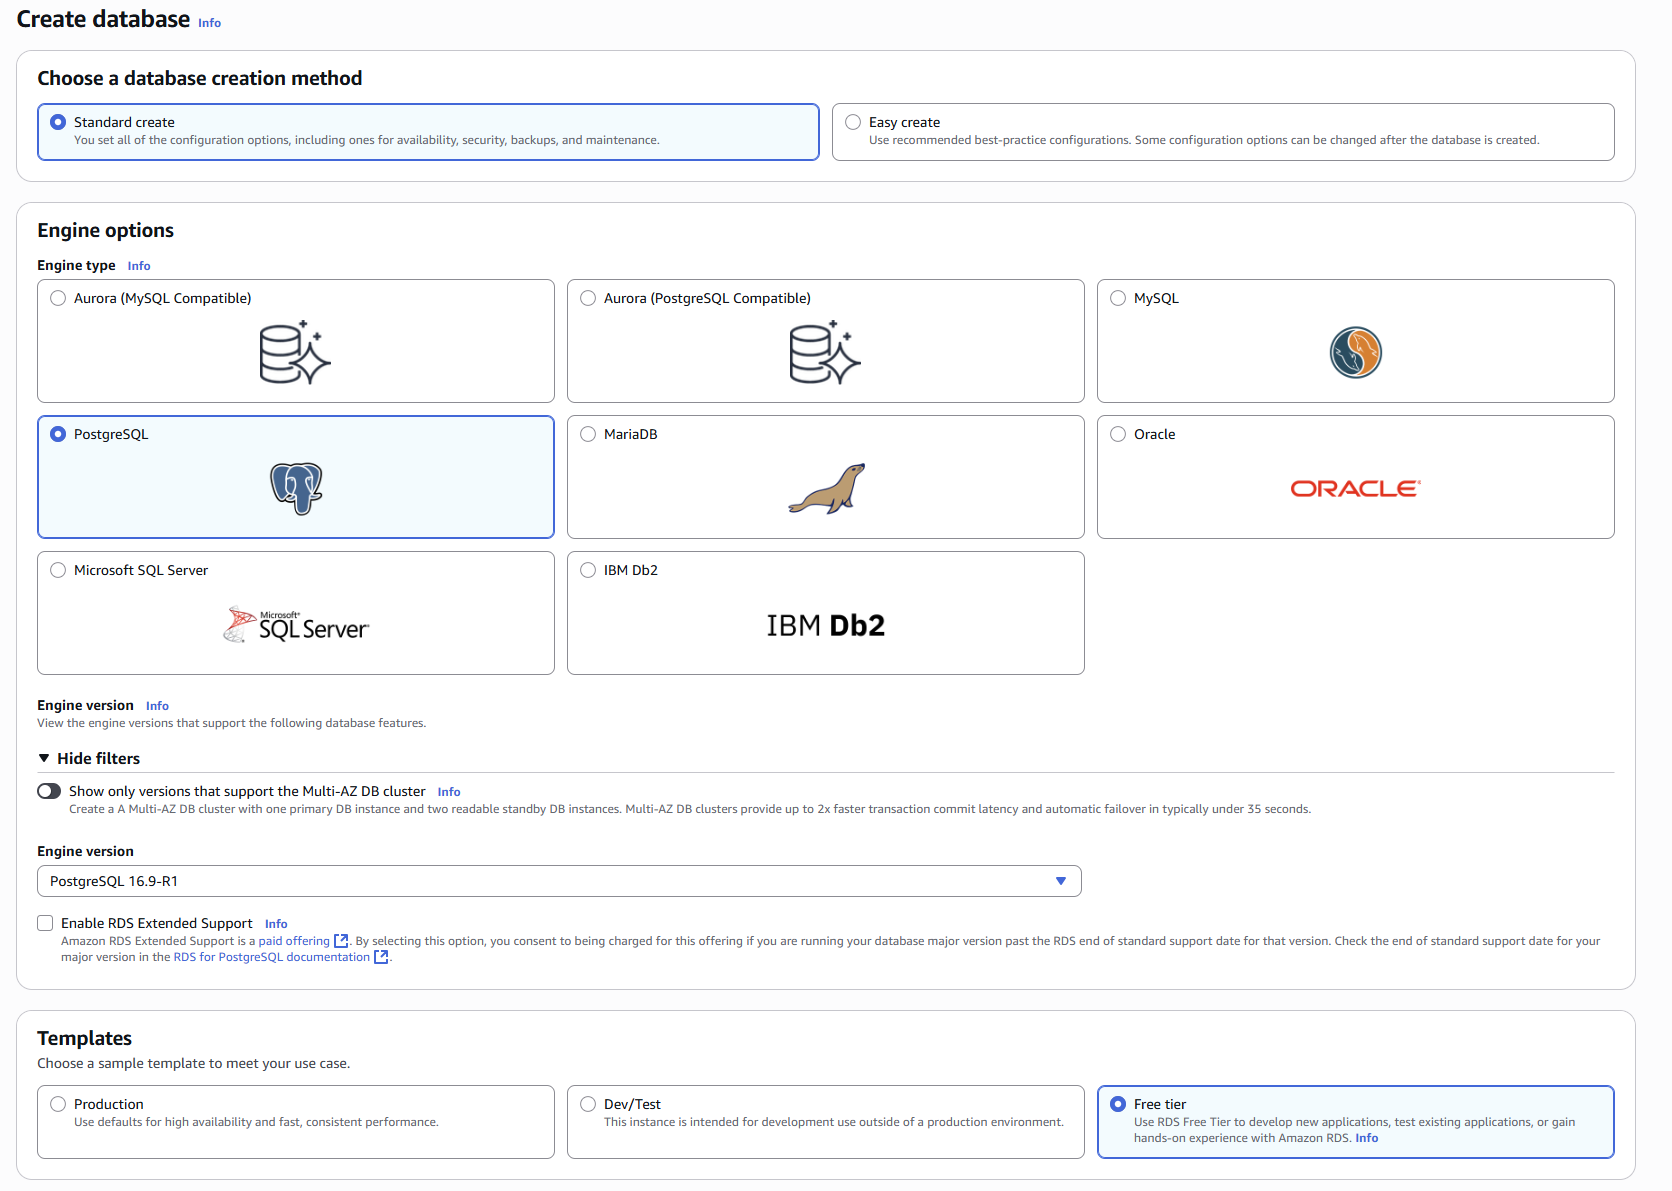 Create database Info
Choose a database creation method
Standard create
You set all of the configuration options, including ones for availability, security, backups, and maintenance.
Easy create
Use recommended best-practice configurations. Some configuration options can be changed after the database is created.
Engine options
Engine type Info
Aurora (MySQL Compatible)
Aurora (PostgreSQL Compatible)
MySQL
PostgreSQL
MariaDB
Oracle
ORACLE
Microsoft SQL Server
Microsoft
SQL Server
IBM Db2
IBM Db2
Engine version Info
View the engine versions that support the following database features.
Hide filters
Show only versions that support the Multi-AZ DB cluster Info
Create a A Multi-AZ DB cluster with one primary DB instance and two readable standby DB instances. Multi-AZ DB clusters provide up to 2x faster transaction commit latency and automatic failover in typically under 35 seconds.
Engine version
PostgreSQL 16.9-R1
Enable RDS Extended Support Info
Amazon RDS Extended Support is a paid offering. By selecting this option, you consent to being charged for this offering if you are running your database major version past the RDS end of standard support date for that version. Check the end of standard support date for your
major version in the RDS for PostgreSQL documentation.
Templates
Choose a sample template to meet your use case.
Production
Use defaults for high availability and fast, consistent performance.
Dev/Test
This instance is intended for development use outside of a production environment.
Free tier
Use RDS Free Tier to develop new applications, test existing applications, or gain
hands-on experience with Amazon RDS. Info